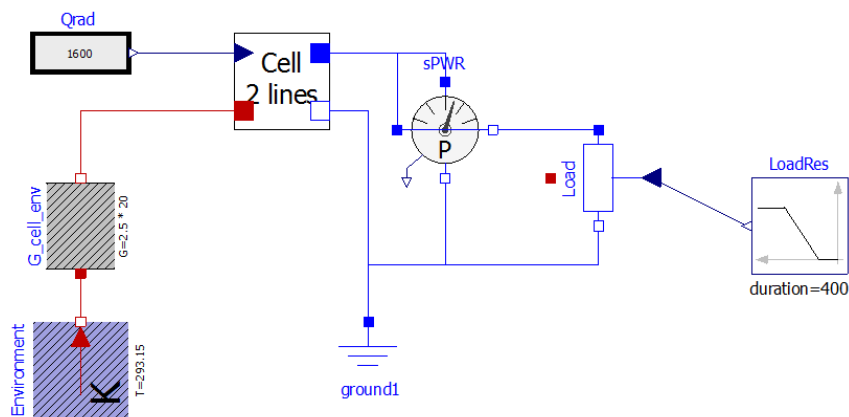 Qrad
1600
Cell
2 lines
sPWR
P
Load
LoadRes
duration=400
G_cell_env
G=2.5 * 20
Environment
K
T=293.15
ground1